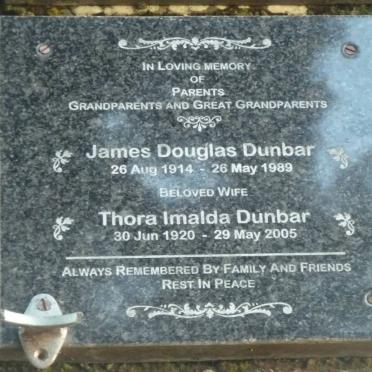 In Loving memory
of
Parents
Grandparents and Great Grandparents
James Douglas Dunbar
26 Aug 1914 - 26 May 1989
Beloved Wife
Thora Imalda Dunbar
30 Jun 1920 - 29 May 2005
Always Remembered By Family And Friends
Rest In Peace